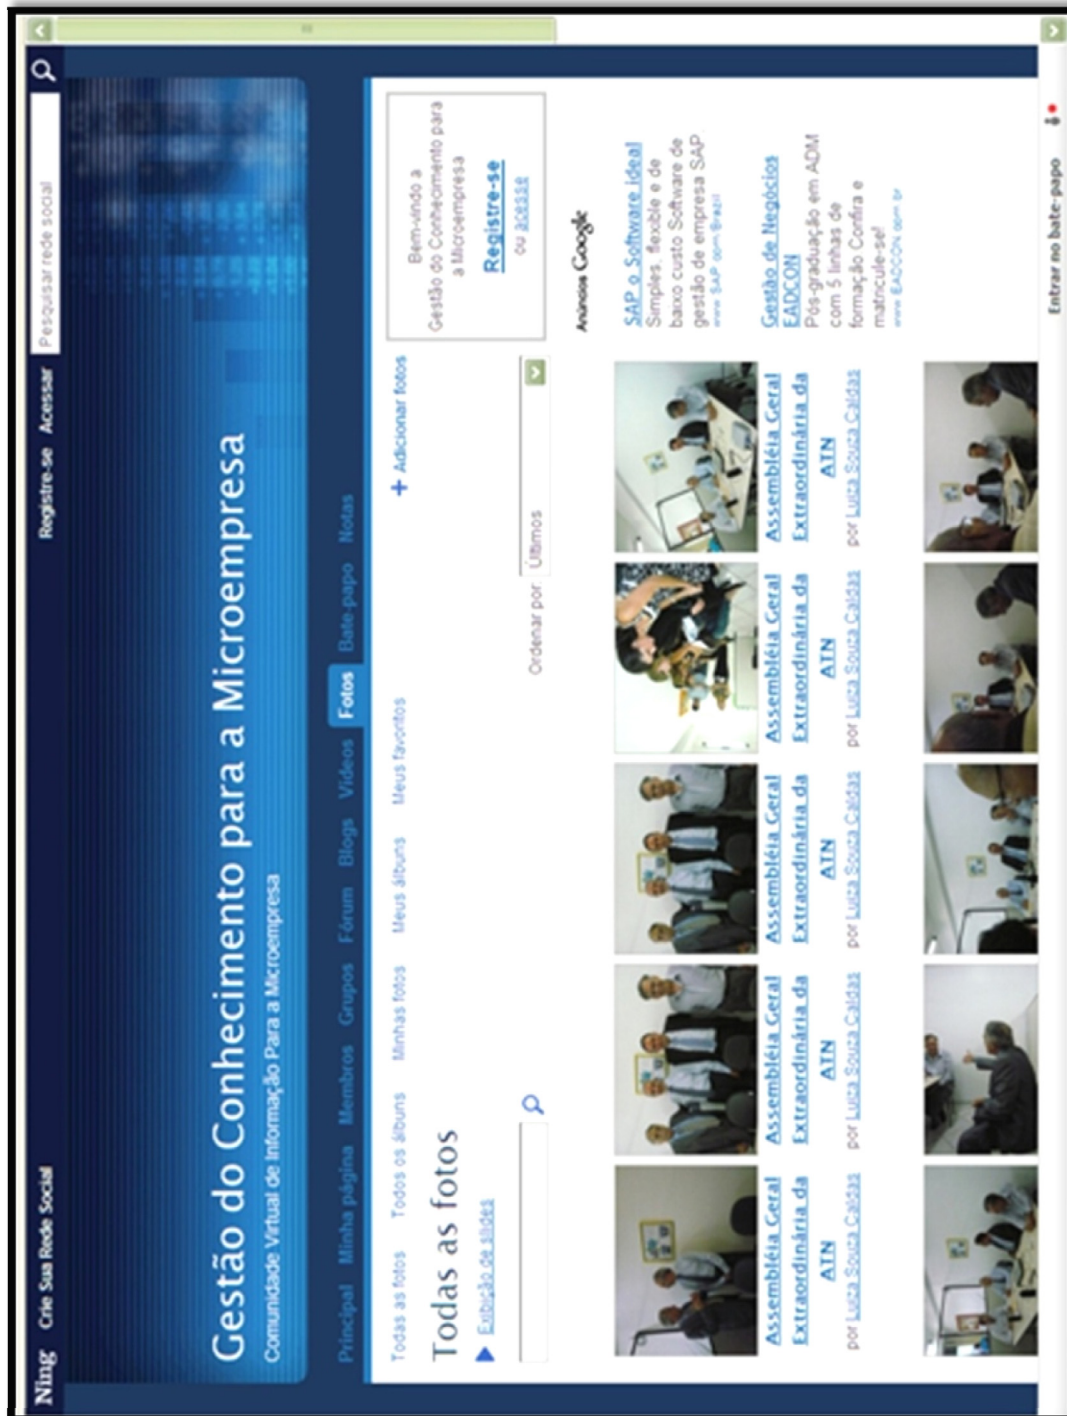 Ning Crie Sua Rede Social Registre-se Acessar Pesquisar rede social
Gestão do Conhecimento para a Microempresa
Comunidade Virtual de Informação Para a Microempresa
Principal Minha página Membros Grupos Fórum Blogs Vídeos Fotos Bate-papo Notas
Todas as fotos Todos os álbuns Minhas fotos Meus álbuns Meus favoritos + Adicionar fotos
Todas as fotos
Exibição de slides
Ordenar por: Últimos
Assembléia Geral
Extraordinária da
ATN
por Luiza Souza Caldas
Assembléia Geral
Extraordinária da
ATN
por Luiza Souza Caldas
Assembléia Geral
Extraordinária da
ATN
por Luiza Souza Caldas
Assembléia Geral
Extraordinária da
ATN
por Luiza Souza Caldas
Assembléia Geral
Extraordinária da
ATN
por Luiza Souza Caldas
Bem-vindo a
Gestão do Conhecimento para
a Microempresa
Registre-se
ou acesse
Anúncios Google
SAP o Software ideal
Simples, flexible e de
baixo custo Software de
gestão de empresa SAP.
www.SAP.com/Brazil
Gestão de Negócios
EADCON
Pós-graduação em ADM
com 5 linhas de
formação Confira e
matricule-se!
www.EADCON.com.br
Entrar no bate-papo